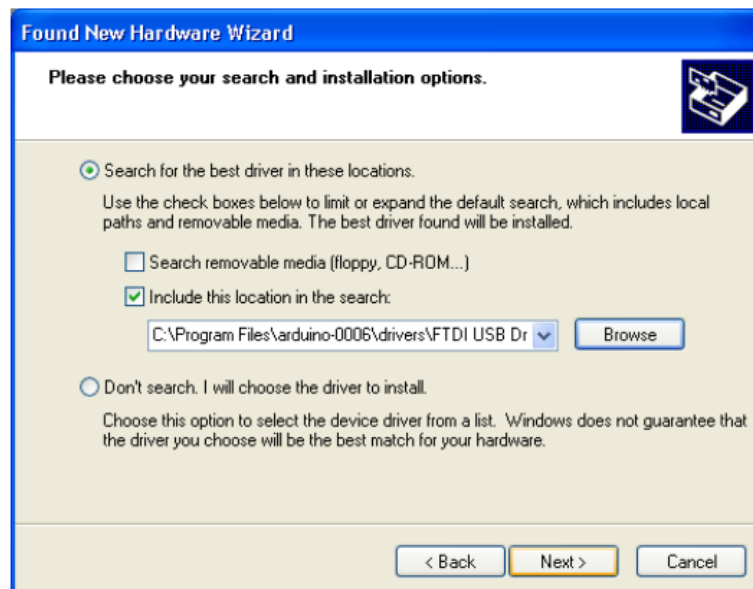 Found New Hardware Wizard
Please choose your search and installation options.
Search for the best driver in these locations.
Use the check boxes below to limit or expand the default search, which includes local
paths and removable media. The best driver found will be installed.
Search removable media (floppy, CD-ROM...)
Include this location in the search:
C:\Program Files\arduino-0006\drivers\FTDI USB Dr
Browse
Don't search. I will choose the driver to install.
Choose this option to select the device driver from a list. Windows does not guarantee that
the driver you choose will be the best match for your hardware.
< Back Next > Cancel